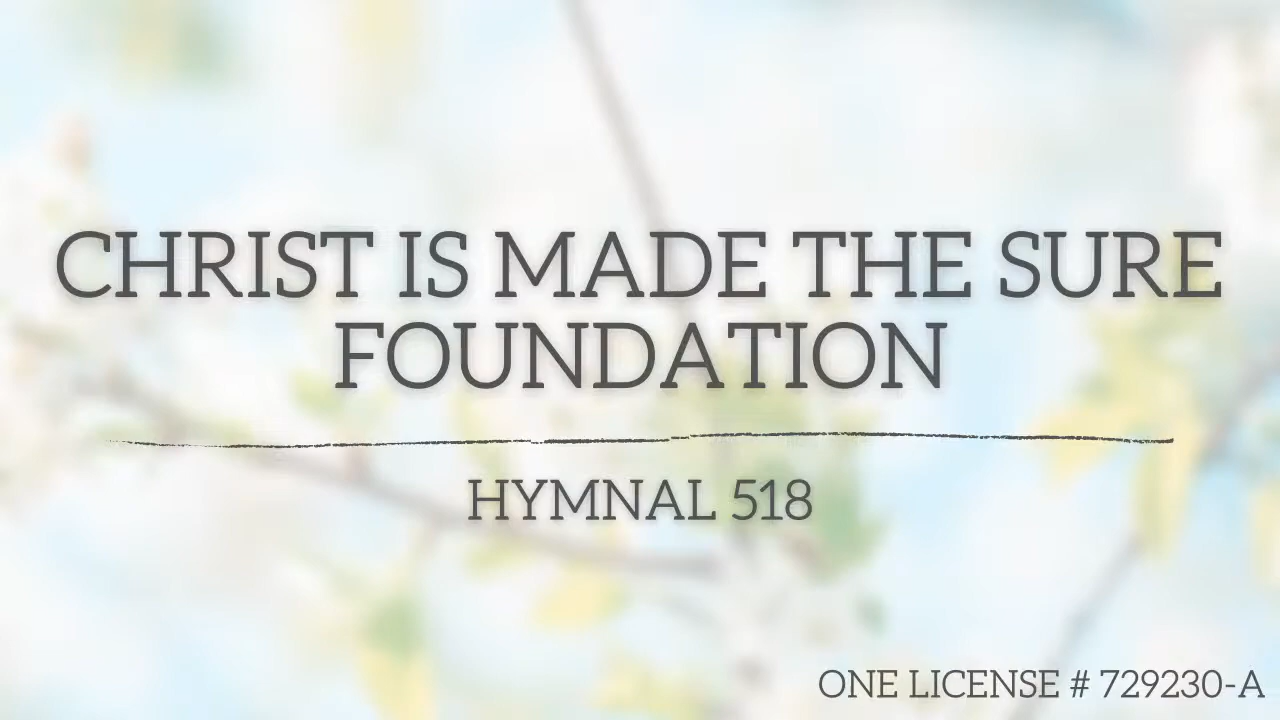 CHRIST IS MADE THE SURE
FOUNDATION
HYMNAL 518
ONE LICENSE # 729230-A